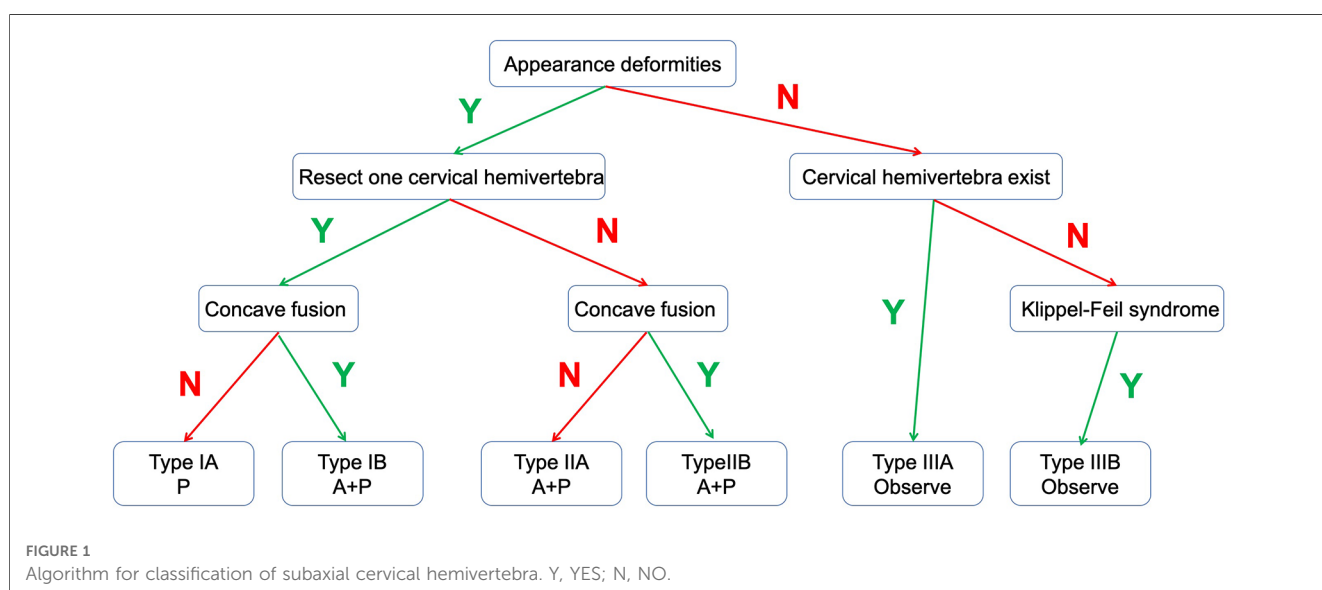 Appearance deformities
Y
N
Resect one cervical hemivertebra
Cervical hemivertebra exist
Y
N
Y
N
Concave fusion
Concave fusion
Klippel-Feil syndrome
N
Y
N
Y
Y
Type IA
P
Type IB
A+P
Type IIA
A+P
TypeIIB
A+P
Type IIIA
Observe
Type IIIB
Observe
FIGURE 1
Algorithm for classification of subaxial cervical hemivertebra. Y, YES; N, NO.